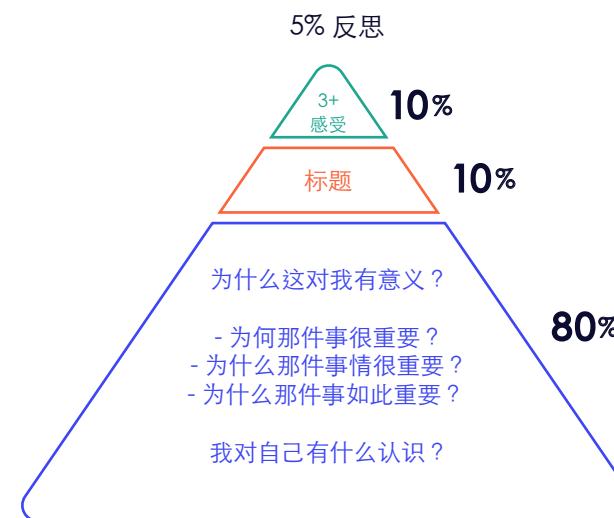 5% 反思
3+
感受
10%
标题
10%
为什么这对我有意义？
- 为何那件事很重要？
- 为什么那件事情很重要？
- 为什么那件事如此重要？
80%
我对自己有什么认识？